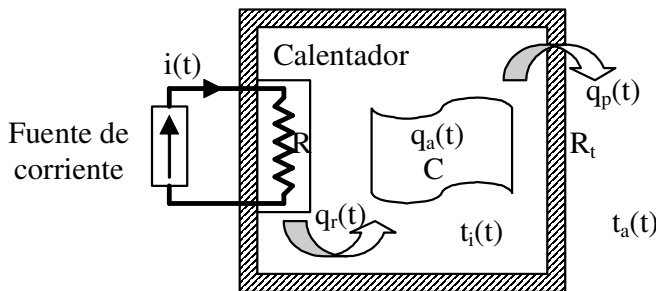 Calentador
i(t)
Fuente de
corriente
R
q_r(t)
q_a(t)
C
t_i(t)
q_p(t)
R_t
t_a(t)